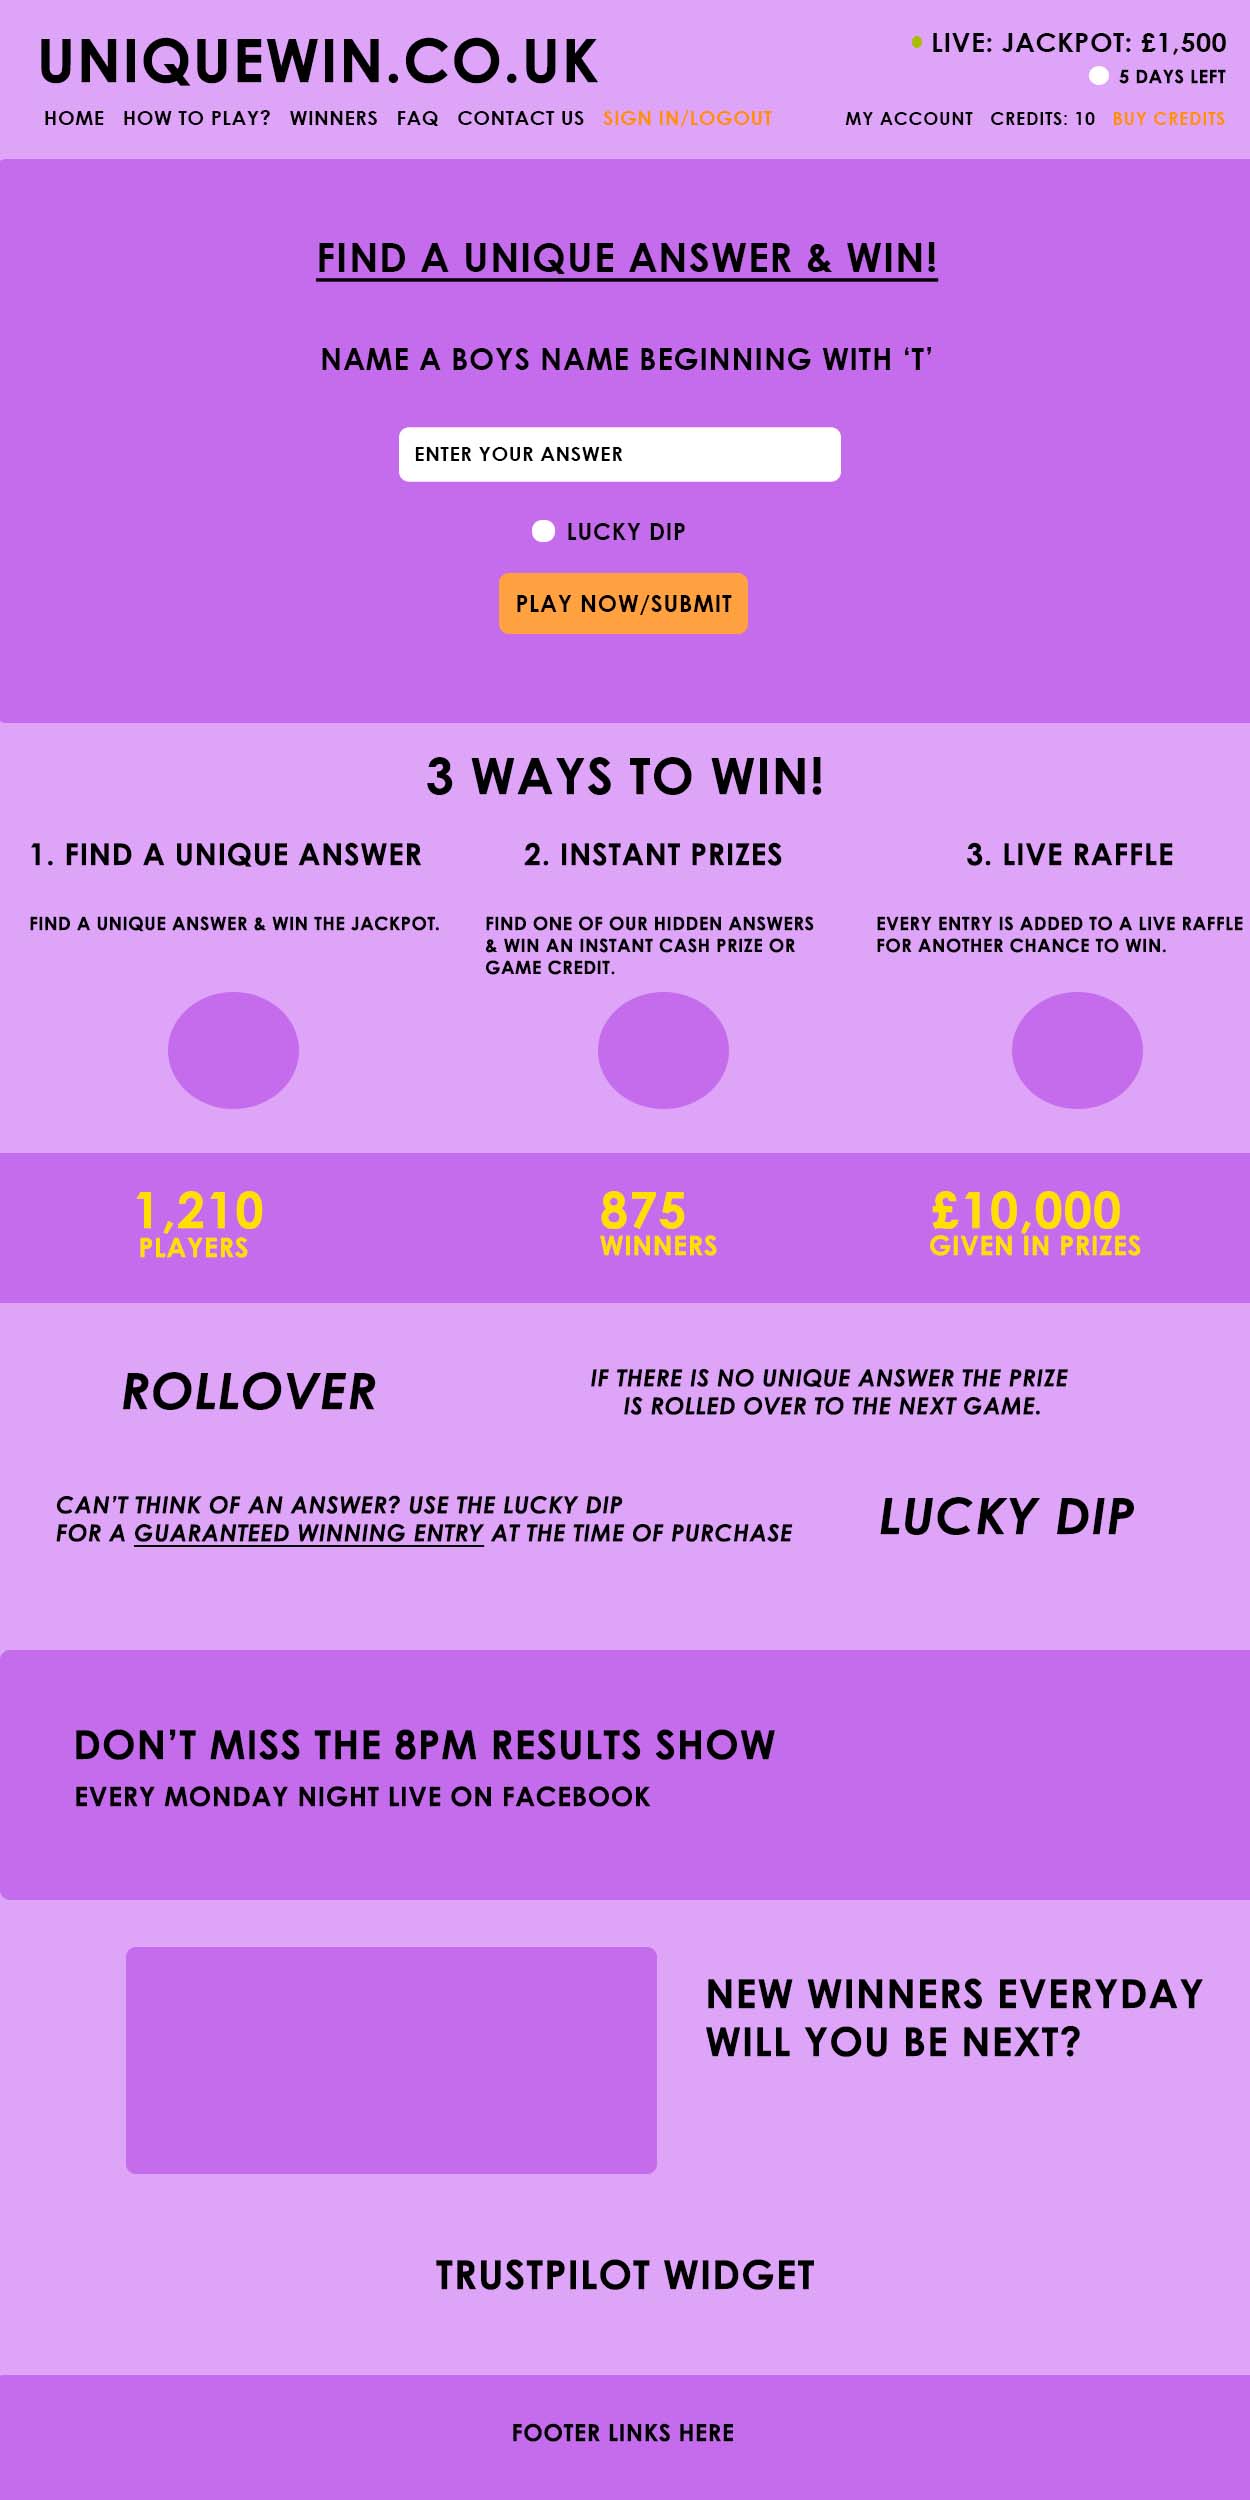 UNIQUEWIN.CO.UK
LIVE: JACKPOT: £1,500
5 DAYS LEFT
HOME HOW TO PLAY? WINNERS FAQ CONTACT US SIGN IN/LOGOUT MY ACCOUNT CREDITS: 10 BUY CREDITS
FIND A UNIQUE ANSWER & WIN!
NAME A BOYS NAME BEGINNING WITH ‘T’
ENTER YOUR ANSWER
LUCKY DIP
PLAY NOW/SUBMIT
3 WAYS TO WIN!
1. FIND A UNIQUE ANSWER
FIND A UNIQUE ANSWER & WIN THE JACKPOT.
2. INSTANT PRIZES
FIND ONE OF OUR HIDDEN ANSWERS
& WIN AN INSTANT CASH PRIZE OR
GAME CREDIT.
3. LIVE RAFFLE
EVERY ENTRY IS ADDED TO A LIVE RAFFLE
FOR ANOTHER CHANCE TO WIN.
1,210
PLAYERS
875
WINNERS
£10,000
GIVEN IN PRIZES
ROLLOVER
IF THERE IS NO UNIQUE ANSWER THE PRIZE
IS ROLLED OVER TO THE NEXT GAME.
CAN’T THINK OF AN ANSWER? USE THE LUCKY DIP
FOR A GUARANTEED WINNING ENTRY AT THE TIME OF PURCHASE
LUCKY DIP
DON’T MISS THE 8PM RESULTS SHOW
EVERY MONDAY NIGHT LIVE ON FACEBOOK
NEW WINNERS EVERYDAY
WILL YOU BE NEXT?
TRUSTPILOT WIDGET
FOOTER LINKS HERE